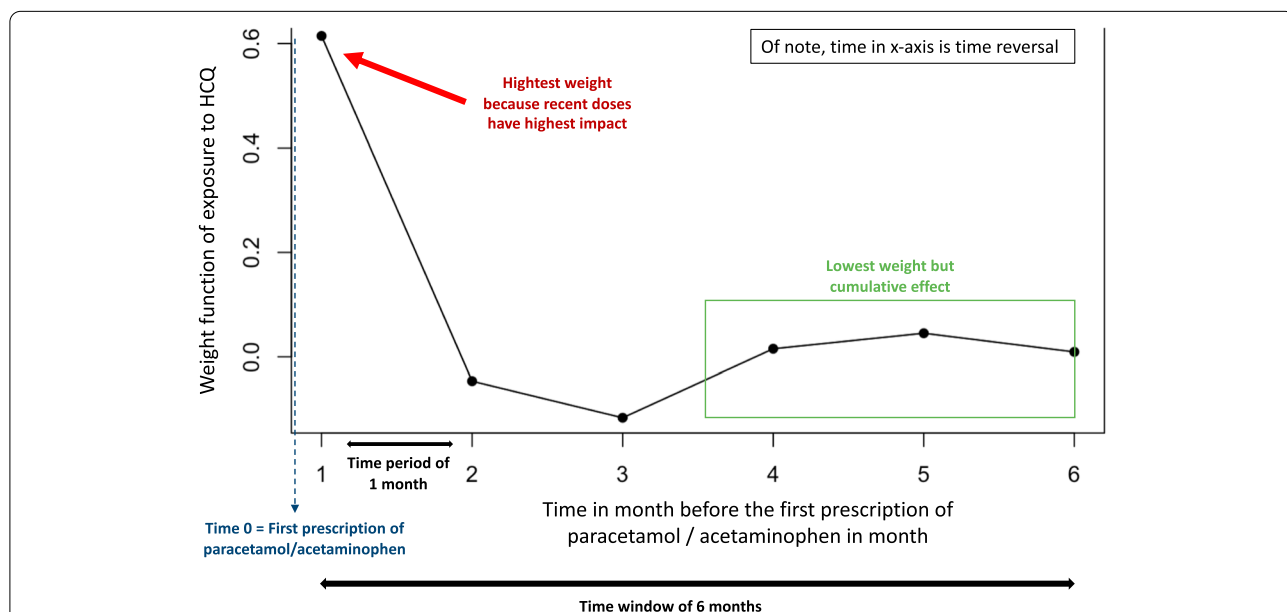 Weight function of exposure to HCQ
0.6
0.4
0.2
0.0
Of note, time in x-axis is time reversal
Hightest weight
because recent doses
have highest impact
Lowest weight but
cumulative effect
1
2
3
4
5
6
Time period of
1 month
Time in month before the first prescription of
paracetamol / acetaminophen in month
Time 0 = First prescription of
paracetamol/acetaminophen
Time window of 6 months